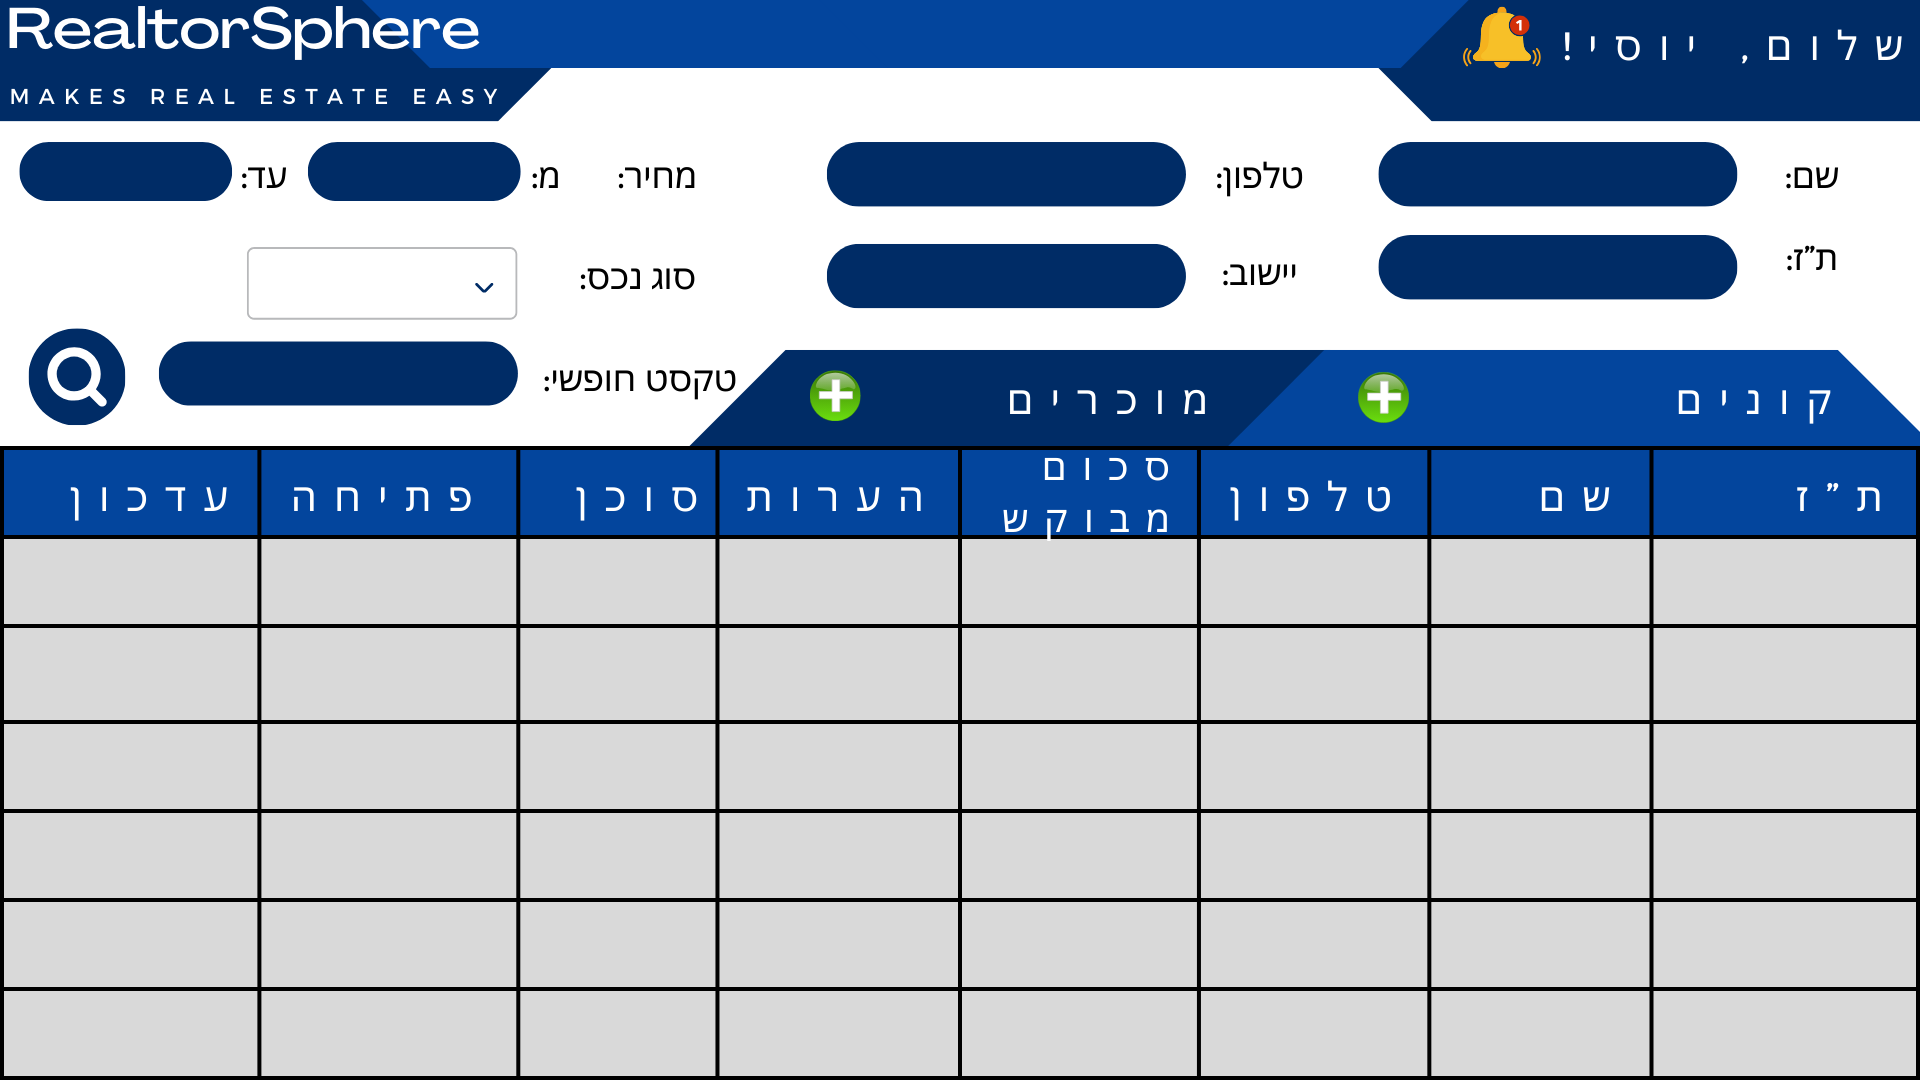 RealtorSphere
MAKES REAL ESTATE EASY
1
שלום, יוסי!
שם:
טלפון:
מחיר:
מ:
עד:
ת”ז:
יישוב:
סוג נכס:
טקסט חופשי:
קונים
מוכרים
ת”ז
שם
טלפון
סכום
מבוקש
הערות
סוכן
פתיחה
עדכון